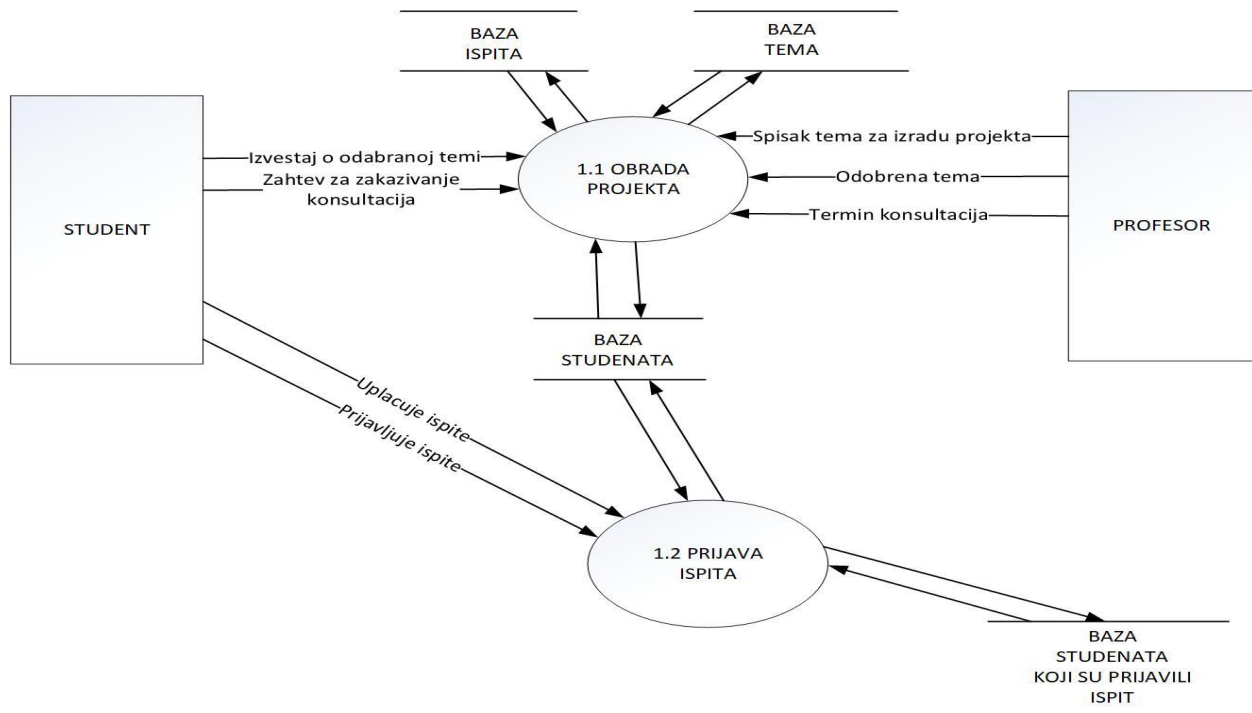 BAZA
ISPITA
BAZA
TEMA
Izvestaj o odabranoj temi
Zahtev za zakazivanje
konsultacija
STUDENT
1.1 OBRADA
PROJEKTA
Spisak tema za izradu projekta
Odobrena tema
Termin konsultacija
PROFESOR
BAZA
STUDENATA
Uplacuje ispite
Prijavljuje ispite
1.2 PRIJAVA
ISPITA
BAZA
STUDENATA
KOJI SU PRIJAVILI
ISPIT